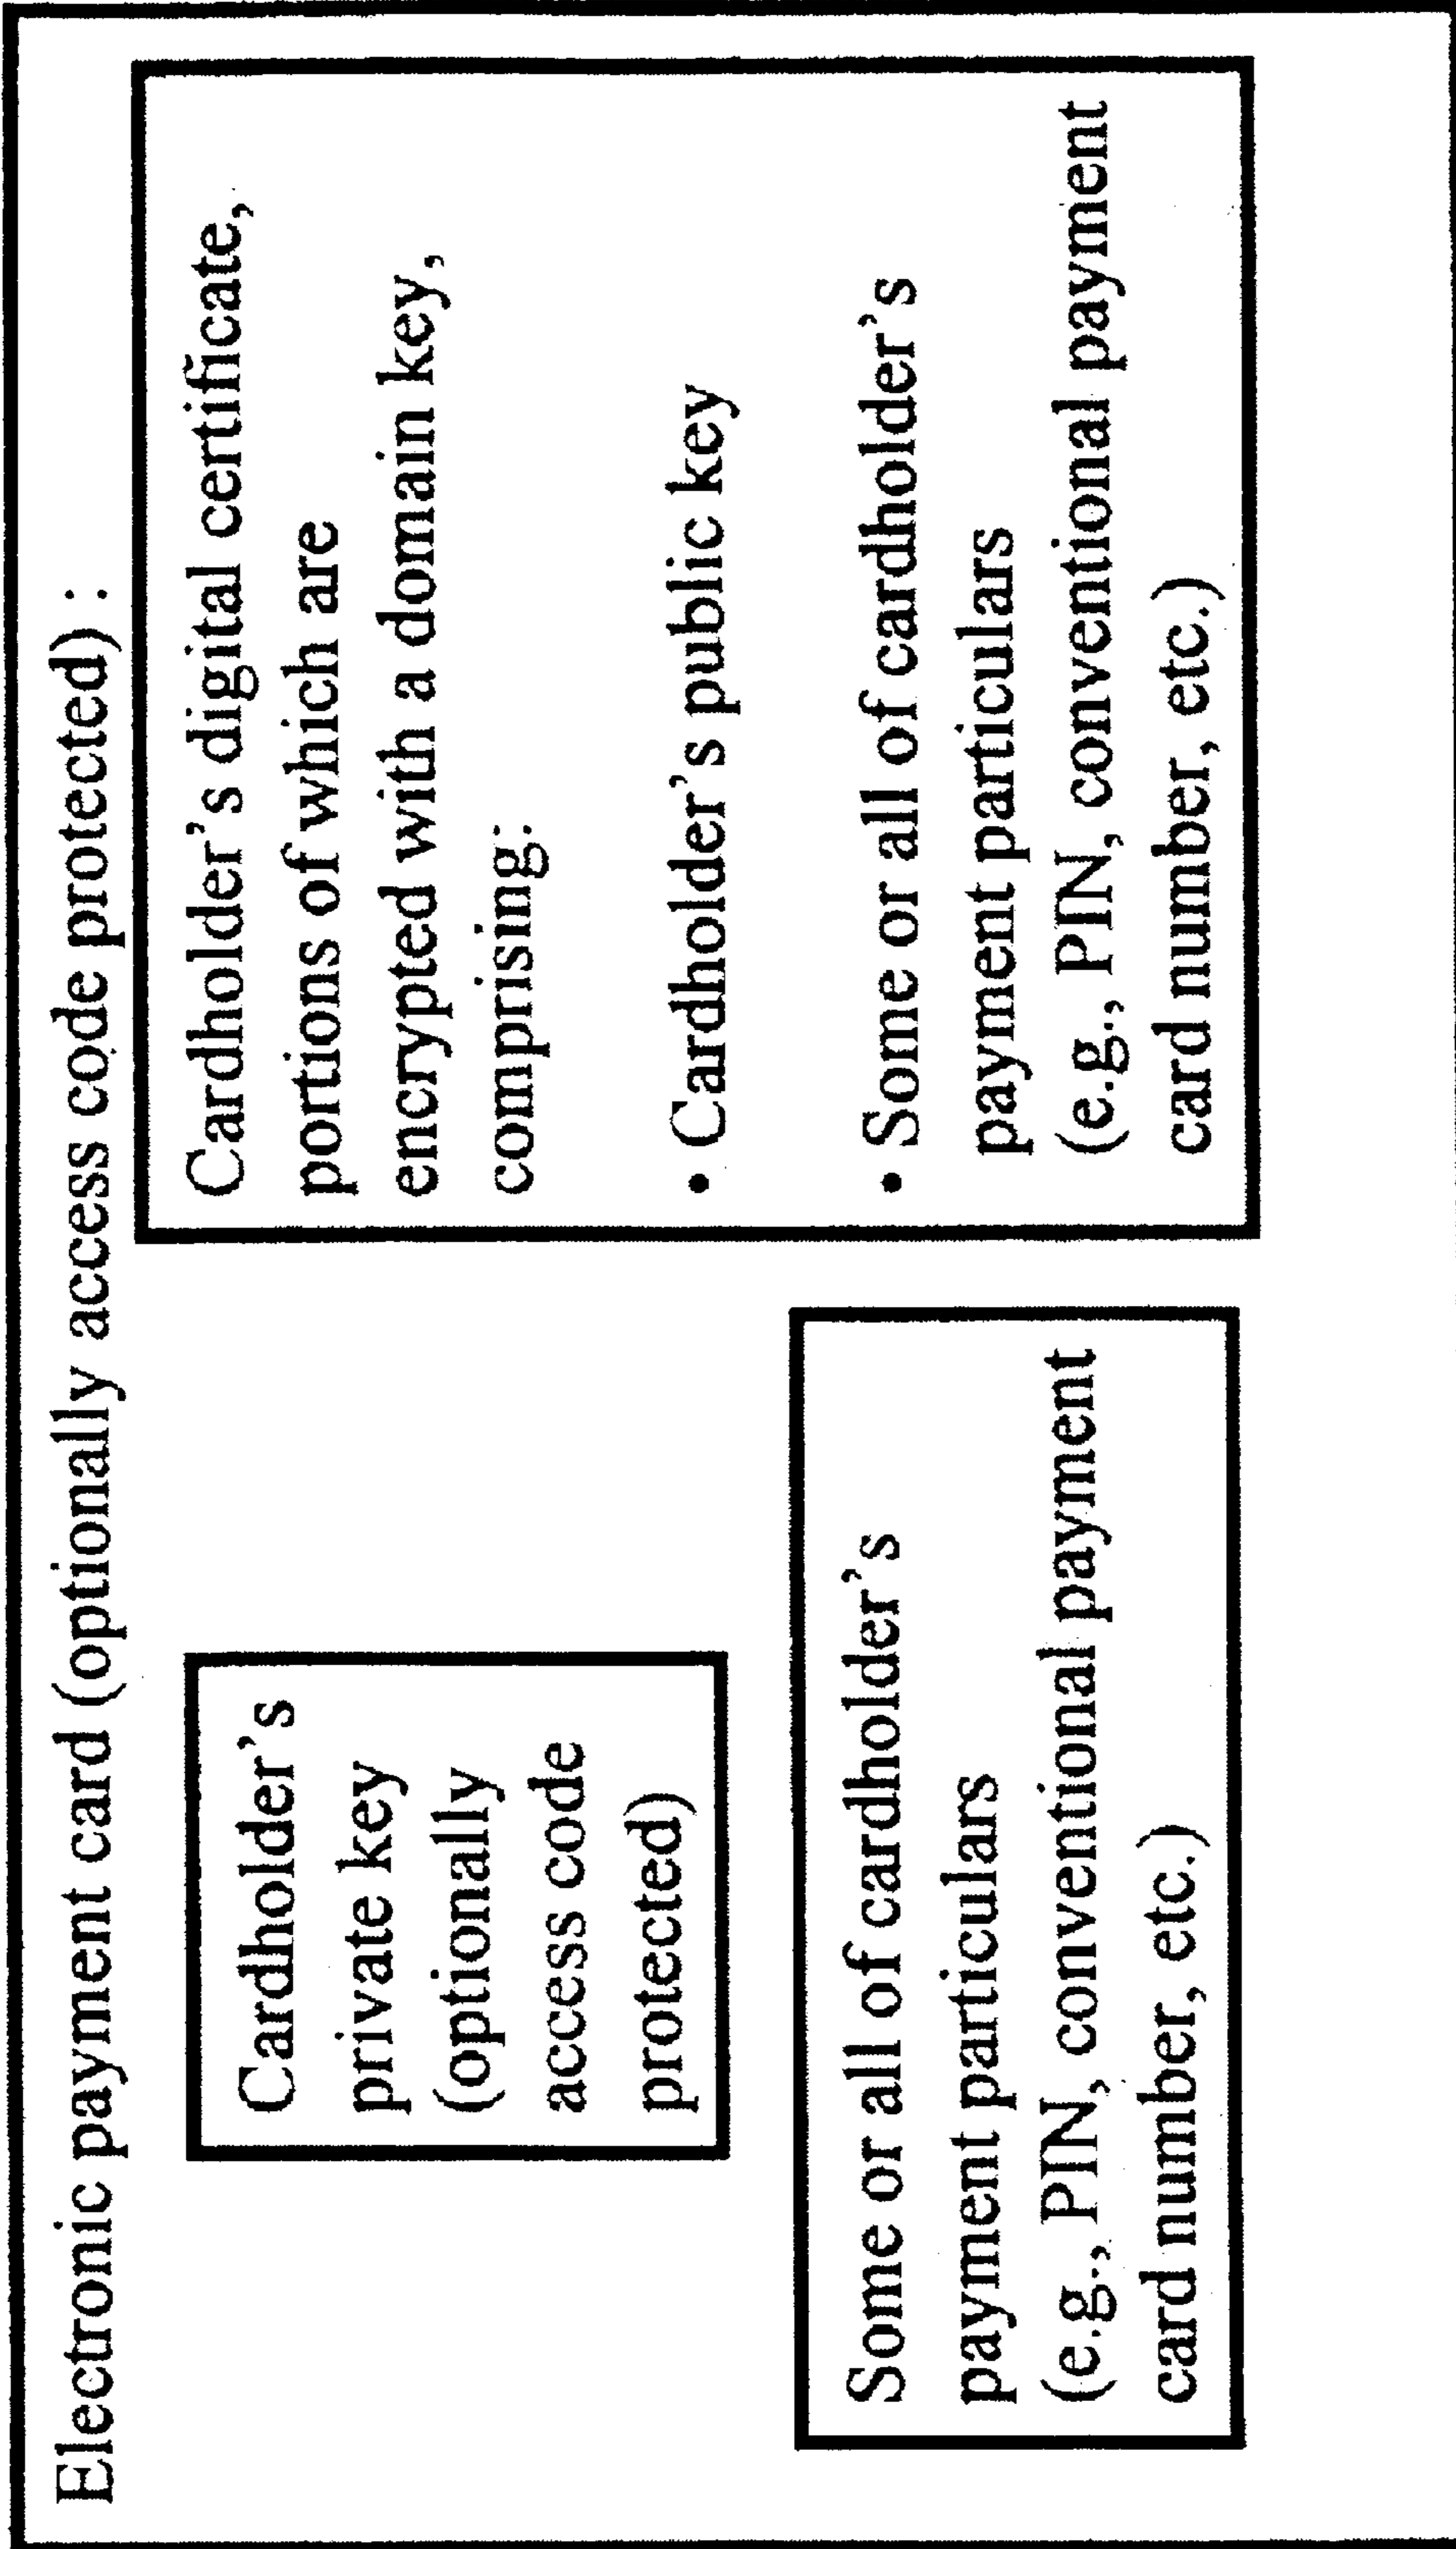 Electronic payment card (optionally access code protected) :
Cardholder's
private key
(optionally
access code
protected)
Some or all of cardholder's
payment particulars
(e.g., PIN, conventional payment
card number, etc.)
Cardholder's digital certificate,
portions of which are
encrypted with a domain key,
comprising:
• Cardholder's public key
• Some or all of cardholder's
payment particulars
(e.g., PIN, conventional payment
card number, etc.)